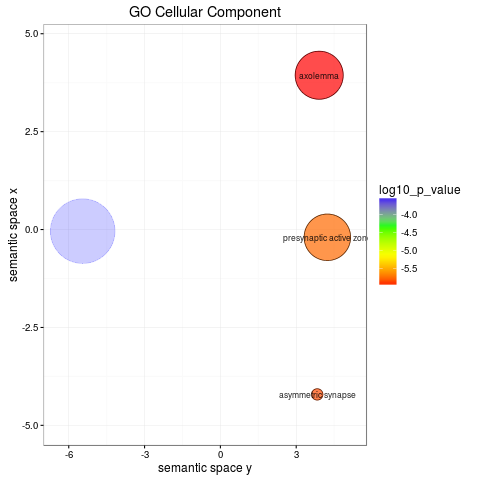 GO Cellular Component
5.0
2.5
0.0
-2.5
-5.0
semantic space x
axolemma
presynaptic active zon
asymmetric synapse
-6
-3
0
3
semantic space y
log10_p_value
-4.0
-4.5
-5.0
-5.5